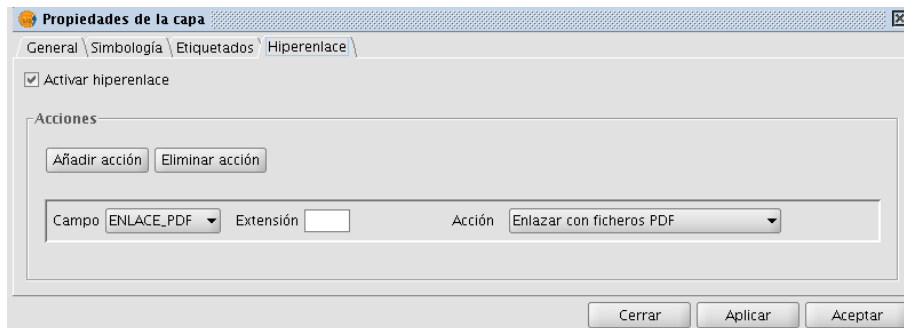 Propiedades de la capa
General Simbología Etiquetados Hiperenlace
Activar hiperenlace
Acciones
Añadir acción Eliminar acción
Campo ENLACE_PDF Extensión Acción Enlazar con ficheros PDF
Cerrar Aplicar Aceptar